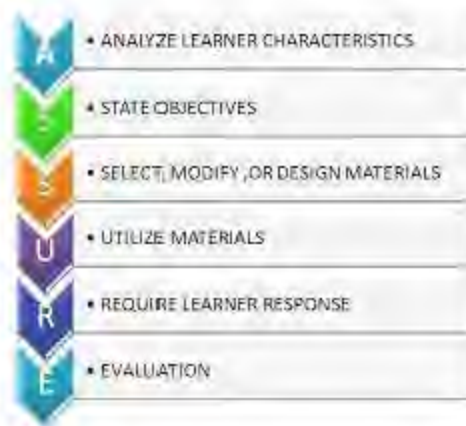 A
• ANALYZE LEARNER CHARACTERISTICS
S
• STATE OBJECTIVES
S
• SELECT, MODIFY ,OR DESIGN MATERIALS
U
• UTILIZE MATERIALS
R
• REQUIRE LEARNER RESPONSE
E
• EVALUATION